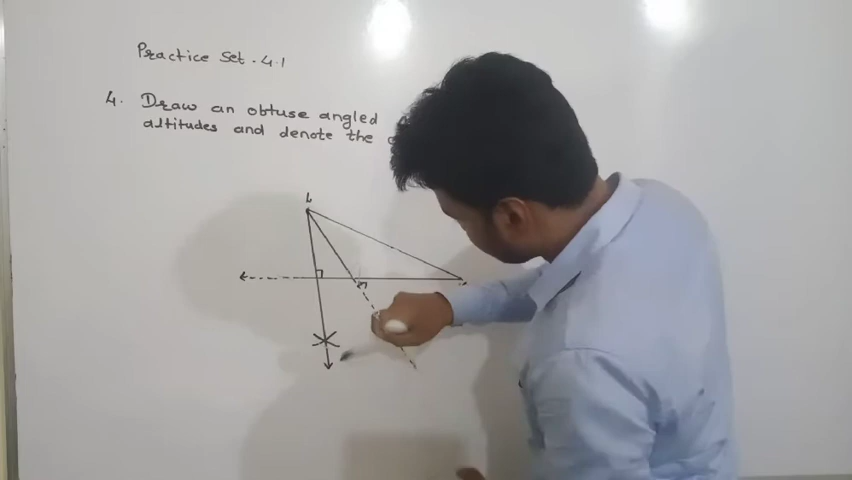 Practice Set - 4.1
4. Draw an obtuse angled
altitudes and denote the
L
M